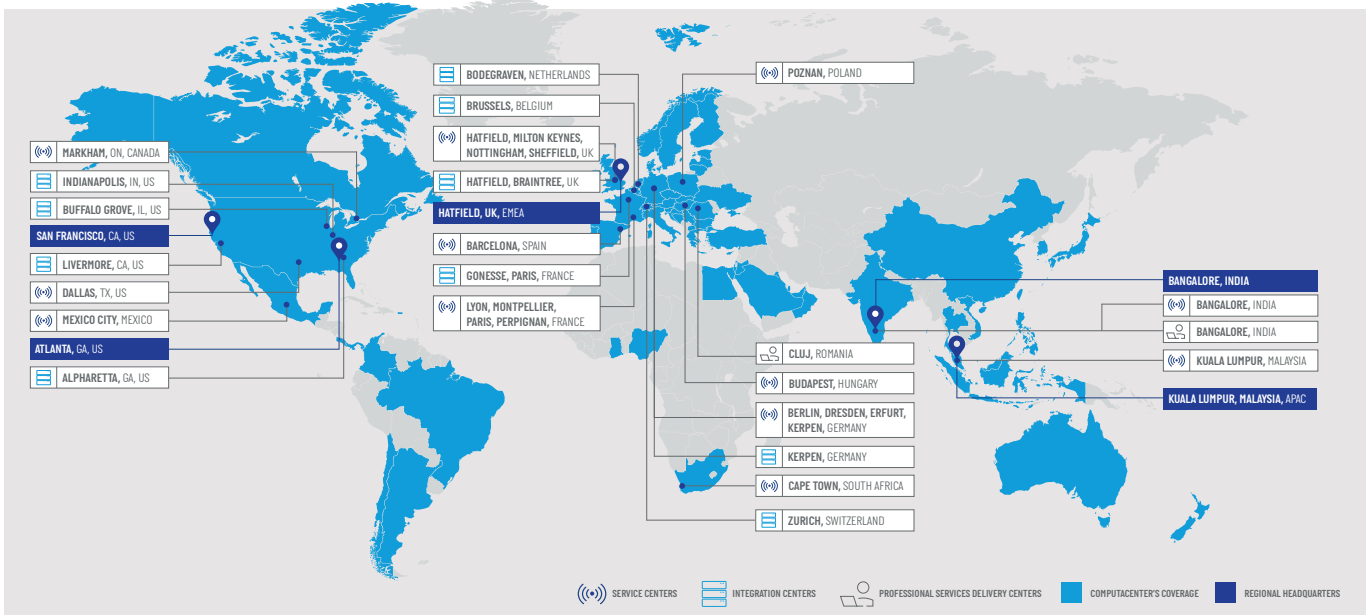 MARKHAM, ON, CANADA
INDIANAPOLIS, IN, US
BUFFALO GROVE, IL, US
SAN FRANCISCO, CA, US
LIVERMORE, CA, US
DALLAS, TX, US
MEXICO CITY, MEXICO
ATLANTA, GA, US
ALPHARETTA, GA, US
BODEGRAVEN, NETHERLANDS
BRUSSELS, BELGIUM
HATFIELD, MILTON KEYNES,
NOTTINGHAM, SHEFFIELD, UK
HATFIELD, BRAINTREE, UK
HATFIELD, UK, EMEA
BARCELONA, SPAIN
GONESSE, PARIS, FRANCE
LYON, MONTPELLIER,
PARIS, PERPIGNAN, FRANCE
POZNAN, POLAND
CLUJ, ROMANIA
BUDAPEST, HUNGARY
BERLIN, DRESDEN, ERFURT,
KERPEN, GERMANY
KERPEN, GERMANY
CAPE TOWN, SOUTH AFRICA
ZURICH, SWITZERLAND
BANGALORE, INDIA
BANGALORE, INDIA
BANGALORE, INDIA
KUALA LUMPUR, MALAYSIA
KUALA LUMPUR, MALAYSIA, APAC
SERVICE CENTERS
INTEGRATION CENTERS
PROFESSIONAL SERVICES DELIVERY CENTERS
COMPUTACENTER'S COVERAGE
REGIONAL HEADQUARTERS